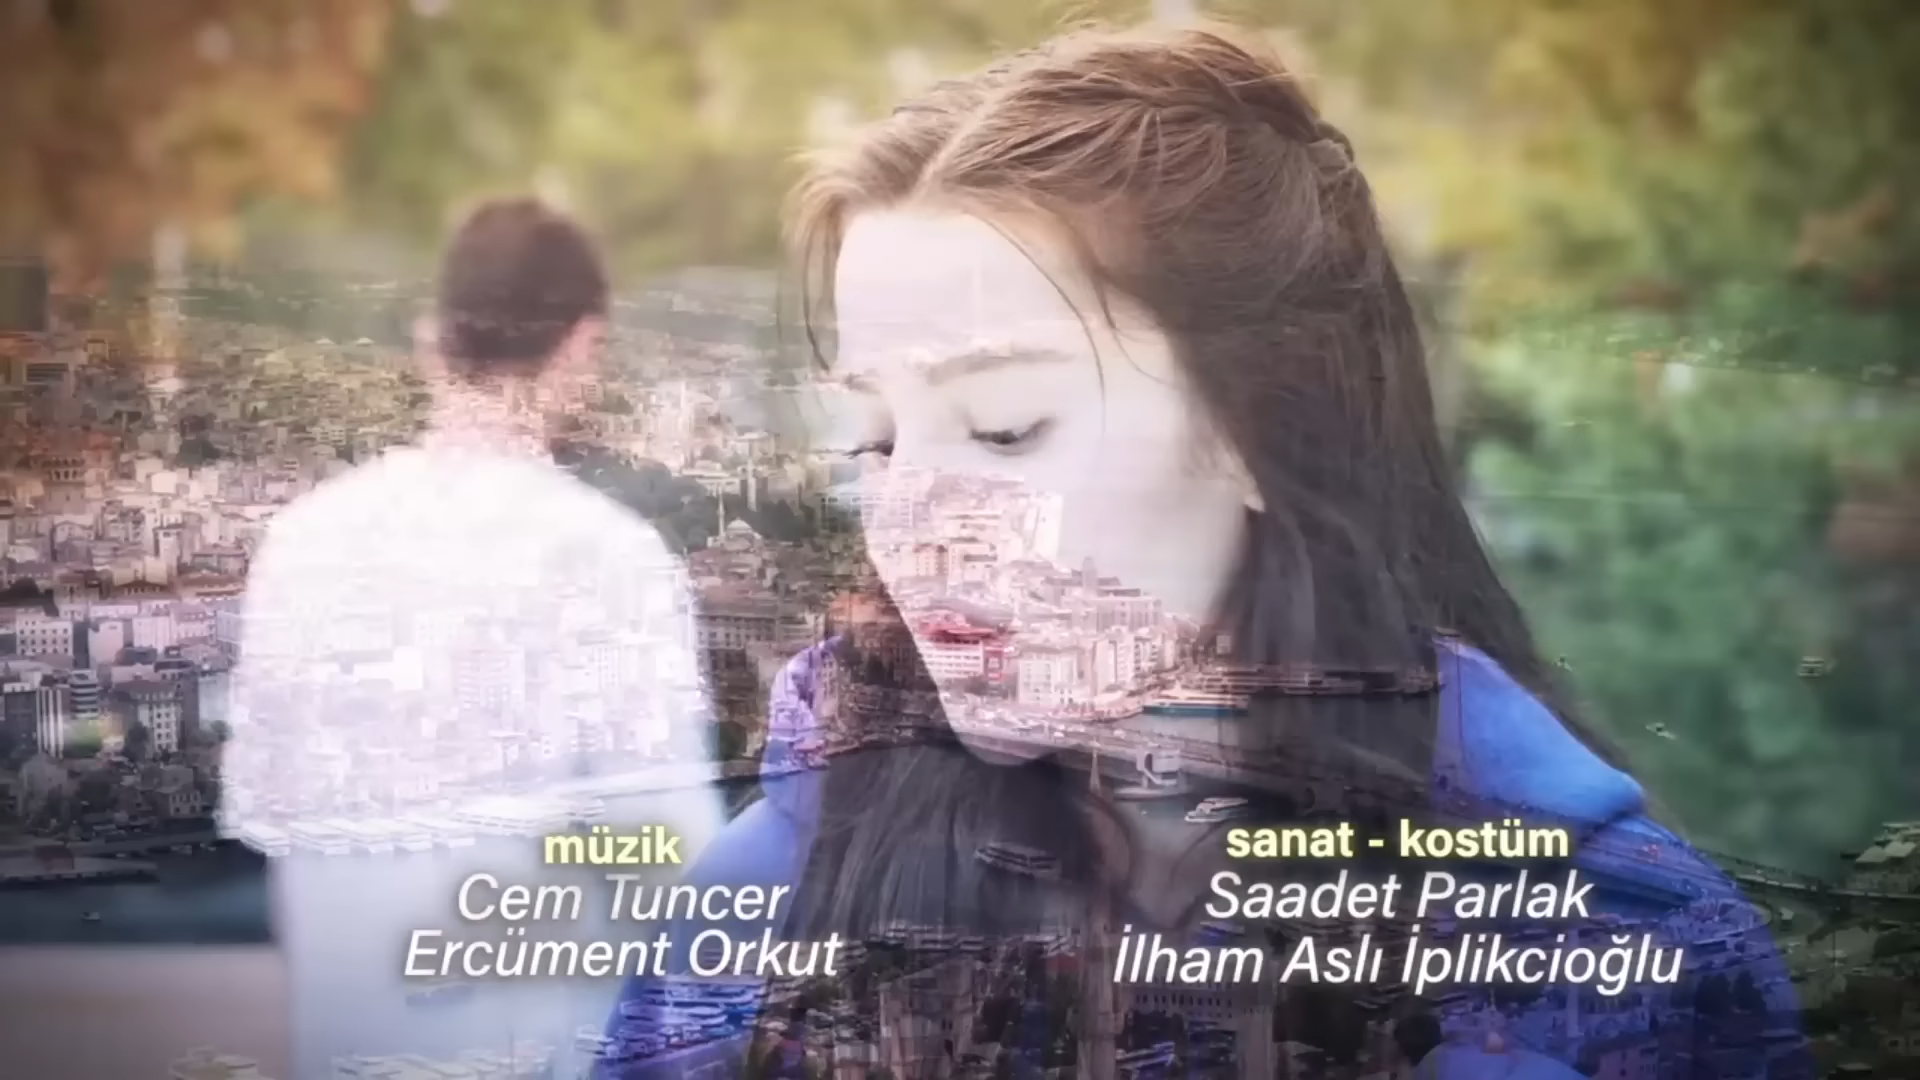 müzik
Cem Tuncer
Ercüment Orkut
sanat - kostüm
Saadet Parlak
İlham Aslı İplikcioğlu